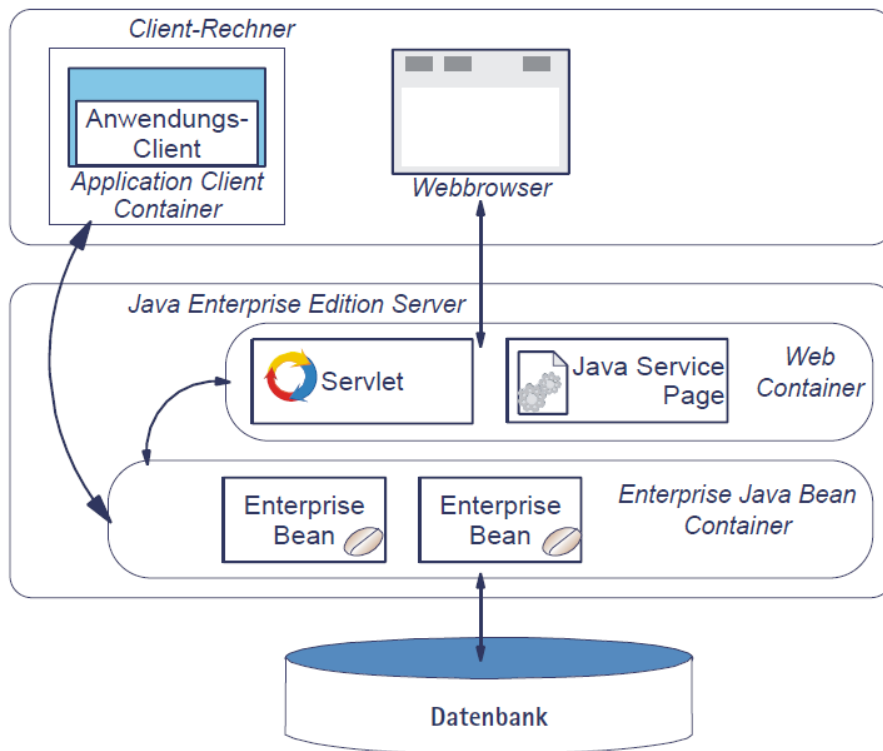 Client-Rechner
Anwendungs-
Client
Application Client
Container
Webbrowser
Java Enterprise Edition Server
Servlet
Java Service
Page
Web
Container
Enterprise
Bean
Enterprise
Bean
Enterprise Java Bean
Container
Datenbank